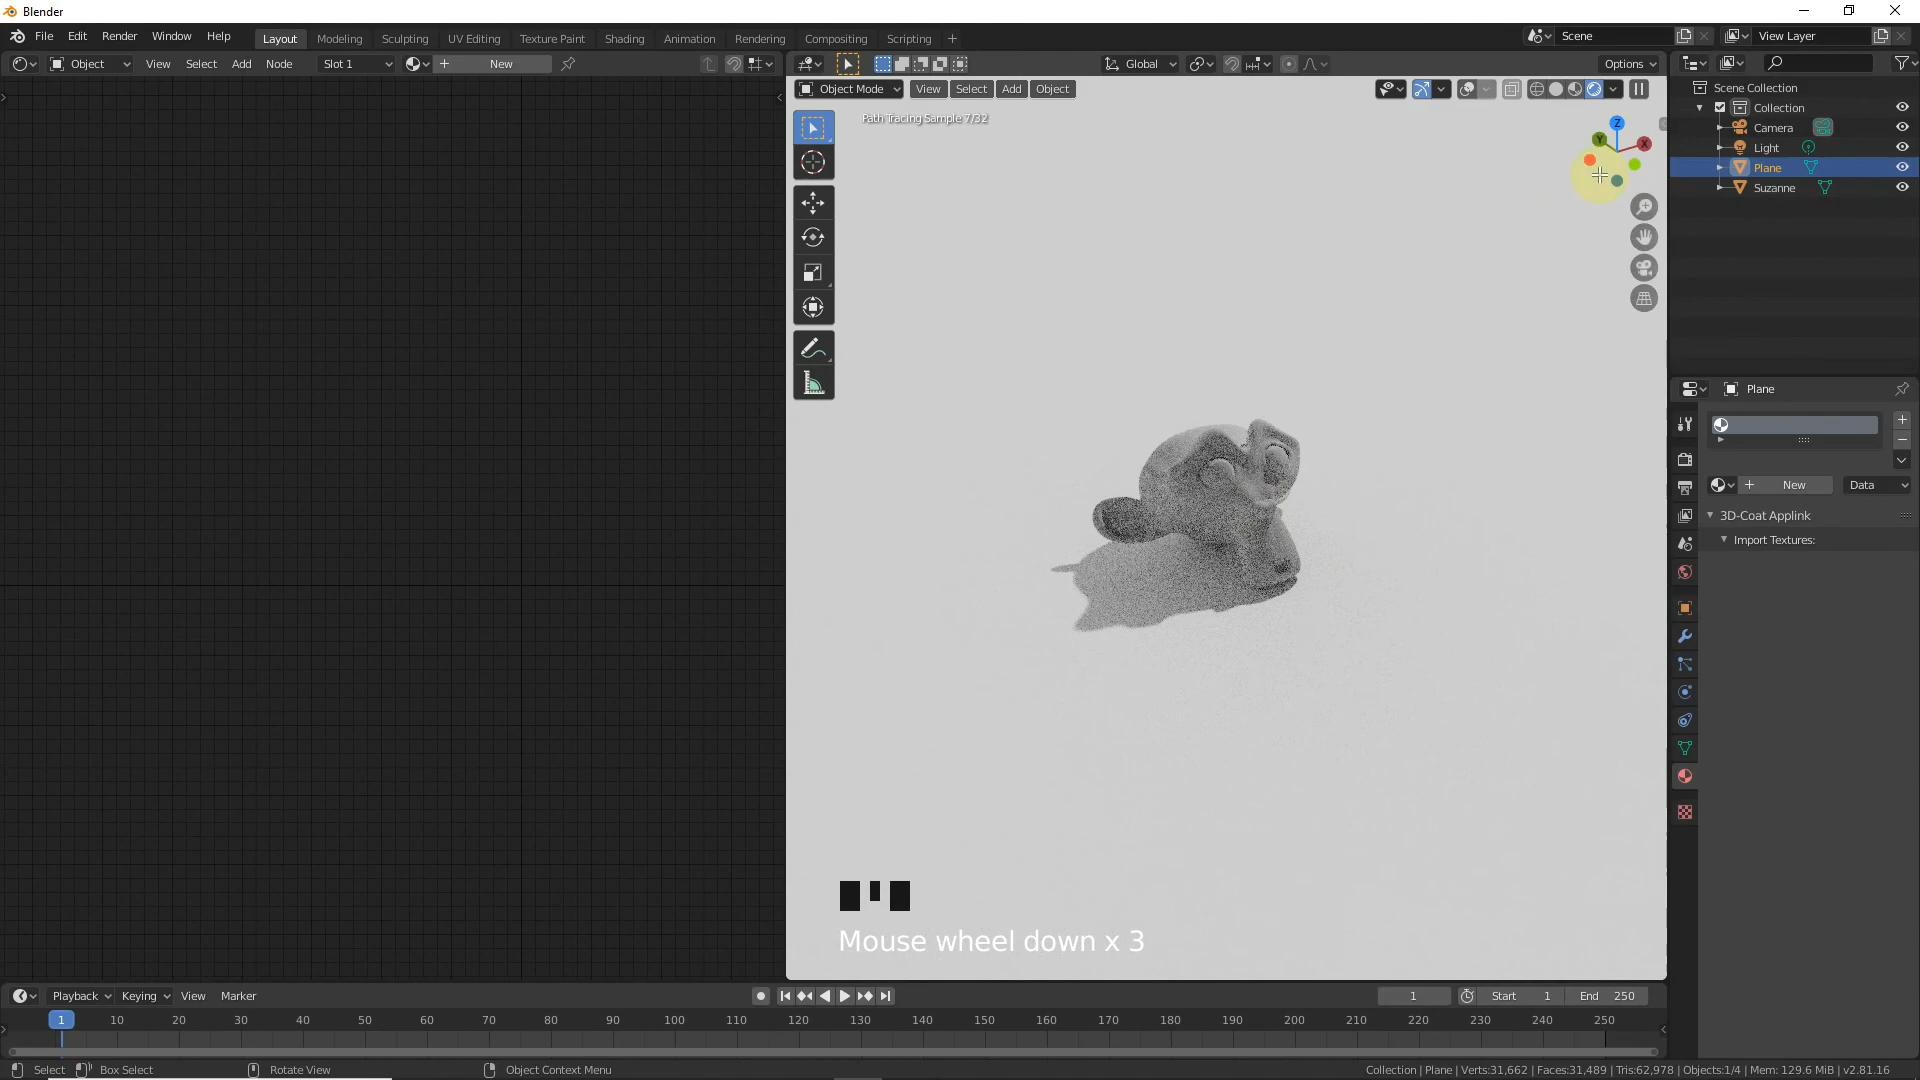 Blender
File Edit Render Window Help
Layout Modeling Sculpting UV Editing Texture Paint Shading Animation Rendering Compositing Scripting
Scene
View Layer
Object View Select Add Node Slot 1 New
Global
Options
Object Mode View Select Add Object
Path Tracing Sample 7/32
Z
Y
X
Scene Collection
Collection
Camera
Light
Plane
Suzanne
Plane
New
Data
3D-Coat Applink
Import Textures:
Mouse wheel down x 3
Playback Keying View Marker
1
Start 1
End 250
1 10 20 30 40 50 60 70 80 90 100 110 120 130 140 150 160 170 180 190 200 210 220 230 240 250
Select Box Select Rotate View Object Context Menu
Collection | Plane | Verts:31,662 | Faces:31,489 | Tris:62,978 | Objects:1/4 | Mem: 129.6 MiB | v2.81.16